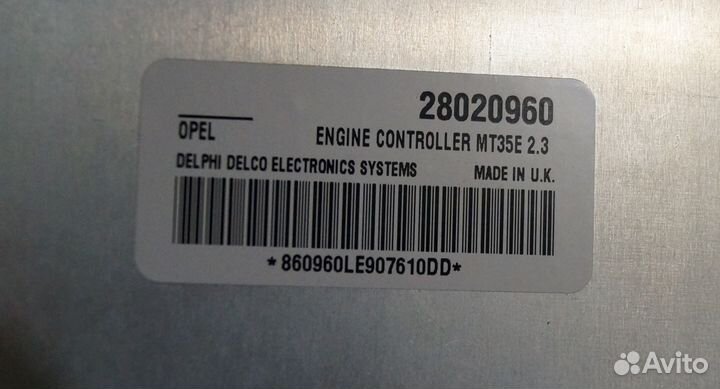 28020960
OPEL ENGINE CONTROLLER MT35E 2.3
DELPHI DELCO ELECTRONICS SYSTEMS MADE IN U.K.
*860960LE907610DD*
Avito